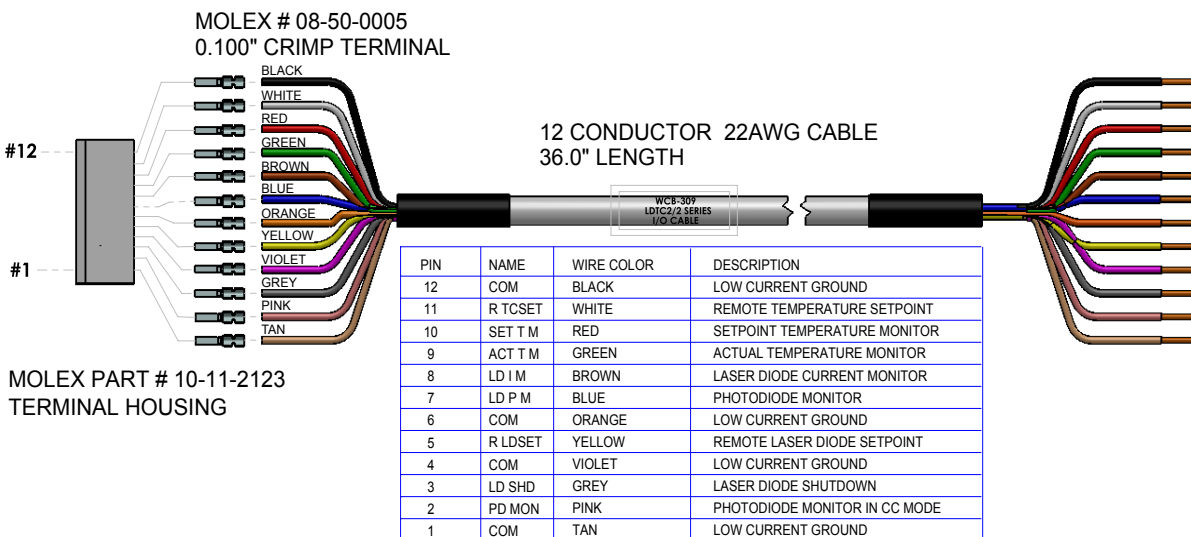 MOLEX # 08-50-0005
0.100" CRIMP TERMINAL
BLACK
WHITE
RED
GREEN
BROWN
BLUE
ORANGE
YELLOW
VIOLET
GREY
PINK
TAN
#12
#1
MOLEX PART # 10-11-2123
TERMINAL HOUSING
12 CONDUCTOR 22AWG CABLE
36.0" LENGTH
WCB-309
LDTC2/2 SERIES
I/O CABLE
PIN NAME WIRE COLOR DESCRIPTION
12 COM BLACK LOW CURRENT GROUND
11 R TCSET WHITE REMOTE TEMPERATURE SETPOINT
10 SET T M RED SETPOINT TEMPERATURE MONITOR
9 ACT T M GREEN ACTUAL TEMPERATURE MONITOR
8 LD I M BROWN LASER DIODE CURRENT MONITOR
7 LD P M BLUE PHOTODIODE MONITOR
6 COM ORANGE LOW CURRENT GROUND
5 R LDSET YELLOW REMOTE LASER DIODE SETPOINT
4 COM VIOLET LOW CURRENT GROUND
3 LD SHD GREY LASER DIODE SHUTDOWN
2 PD MON PINK PHOTODIODE MONITOR IN CC MODE
1 COM TAN LOW CURRENT GROUND